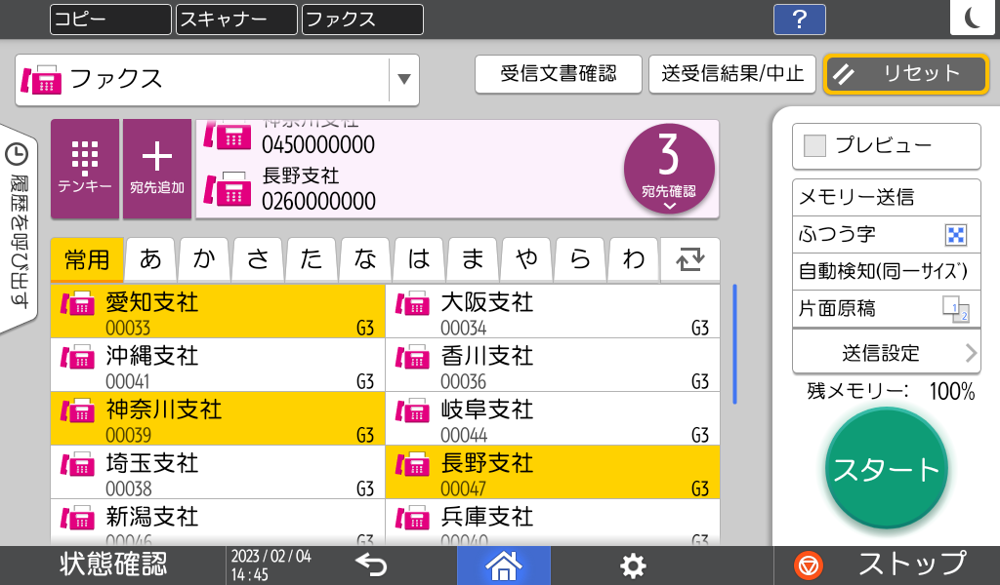 コピー
スキャナー
ファクス
?
ファクス
受信文書確認
送受信結果/中止
リセット
履歴を呼び出す
テンキー
宛先追加
神奈川支社
0450000000
長野支社
0260000000
3
宛先確認
常用
あ
か
さ
た
な
は
ま
や
ら
わ
愛知支社
00033
G3
大阪支社
00034
G3
沖縄支社
00041
G3
香川支社
00036
G3
神奈川支社
00039
G3
岐阜支社
00044
G3
埼玉支社
00038
G3
長野支社
00047
G3
新潟支社
00046
G3
兵庫支社
00040
G3
プレビュー
メモリー送信
ふつう字
自動検知(同一サイズ)
片面原稿
1
2
送信設定
残メモリー: 100%
スタート
状態確認
2023 / 02 / 04
14:45
ストップ